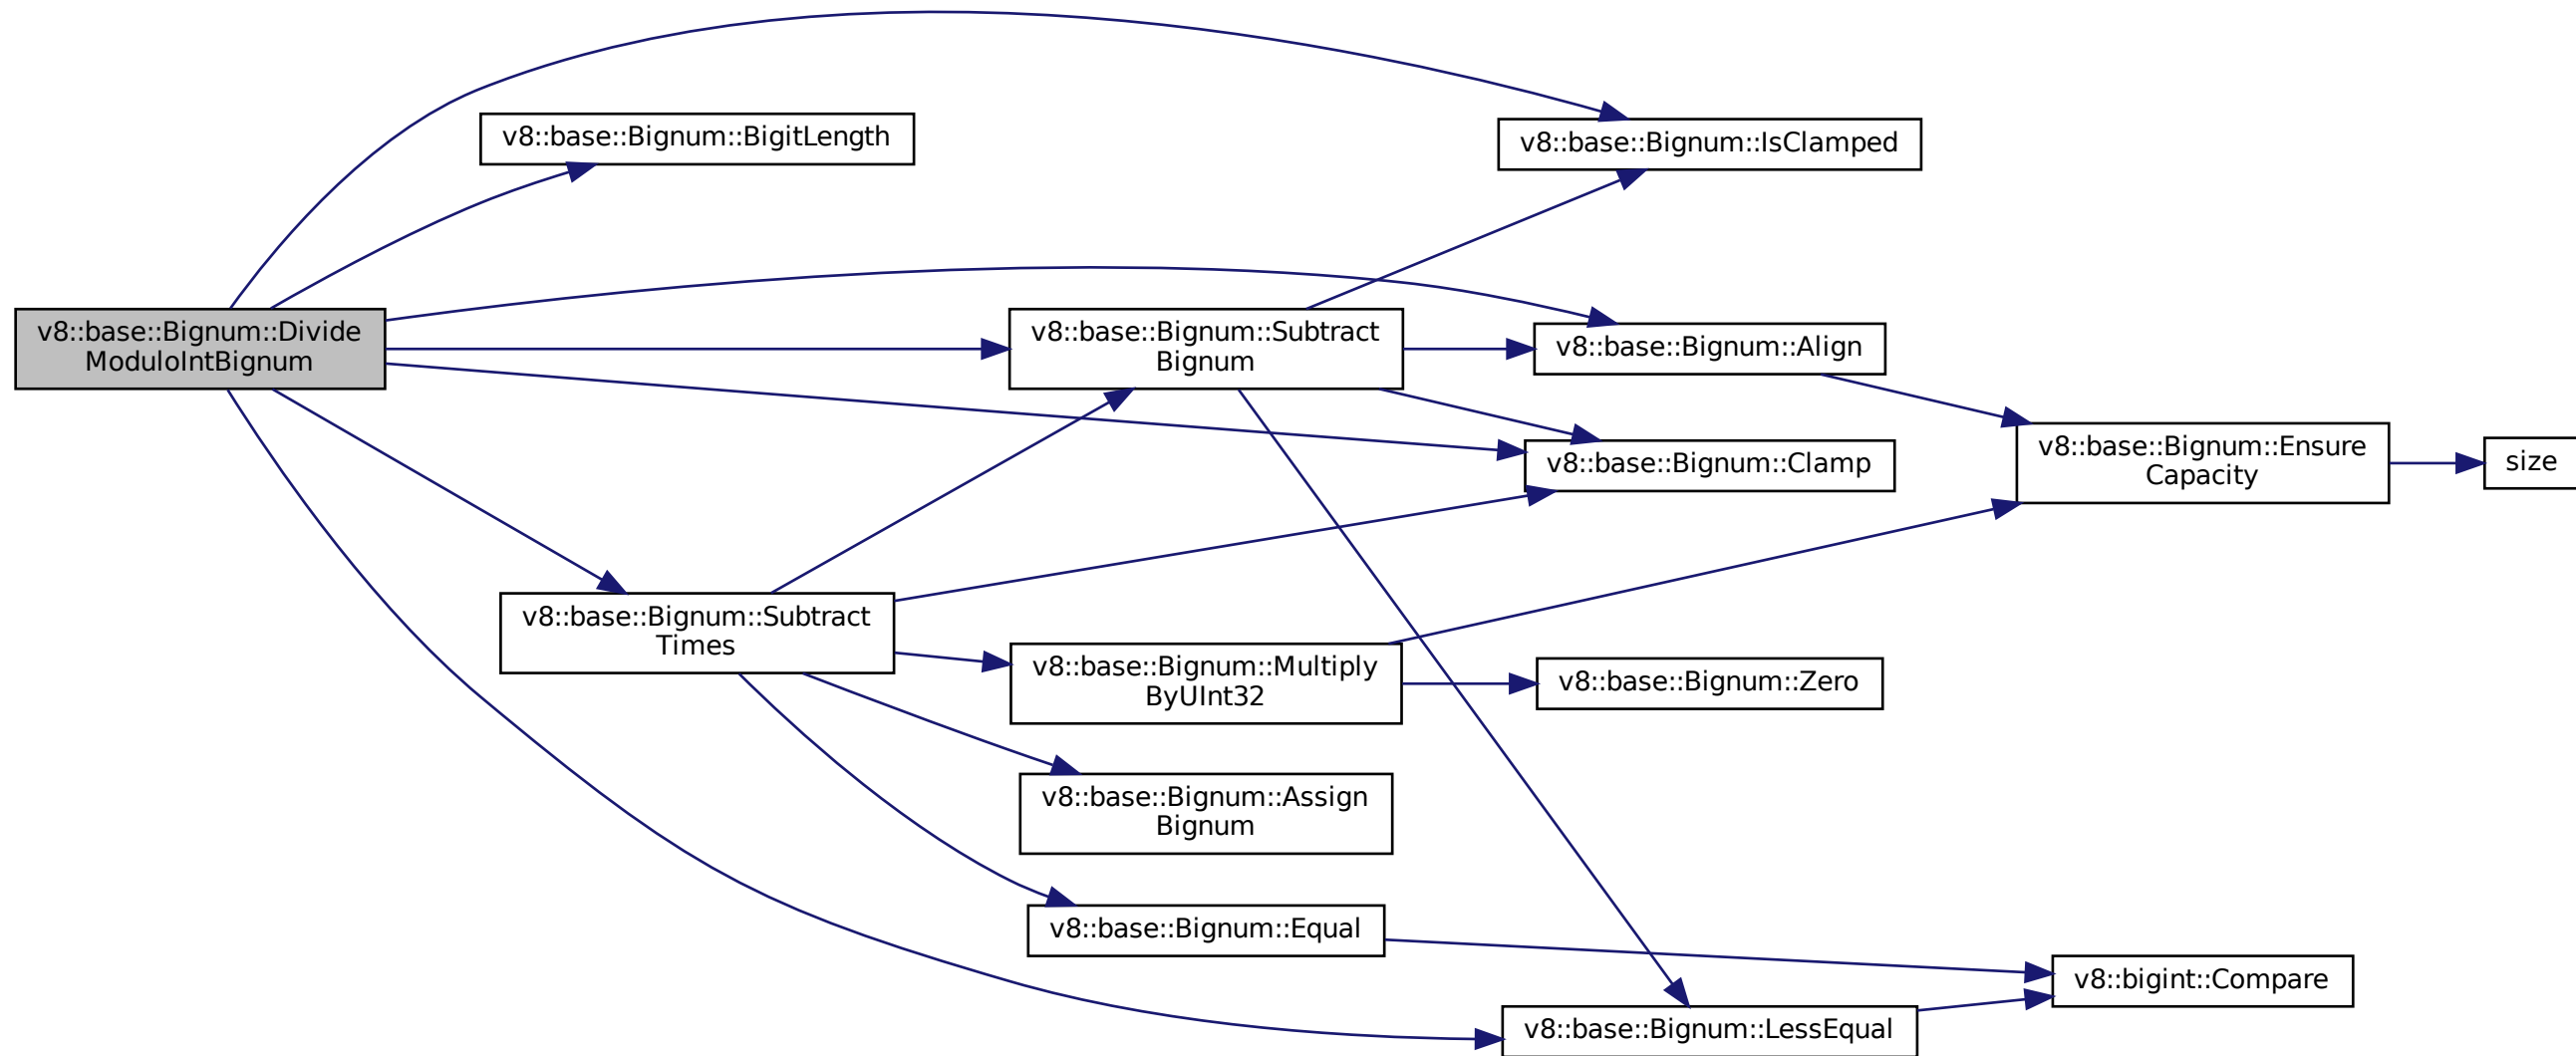 v8::base::Bignum::Divide
ModuloIntBignum
v8::base::Bignum::BigitLength
v8::base::Bignum::IsClamped
v8::base::Bignum::Subtract
Bignum
v8::base::Bignum::Align
v8::base::Bignum::Clamp
v8::base::Bignum::Ensure
Capacity
size
v8::base::Bignum::Subtract
Times
v8::base::Bignum::Multiply
ByUInt32
v8::base::Bignum::Zero
v8::base::Bignum::Assign
Bignum
v8::base::Bignum::Equal
v8::bigint::Compare
v8::base::Bignum::LessEqual